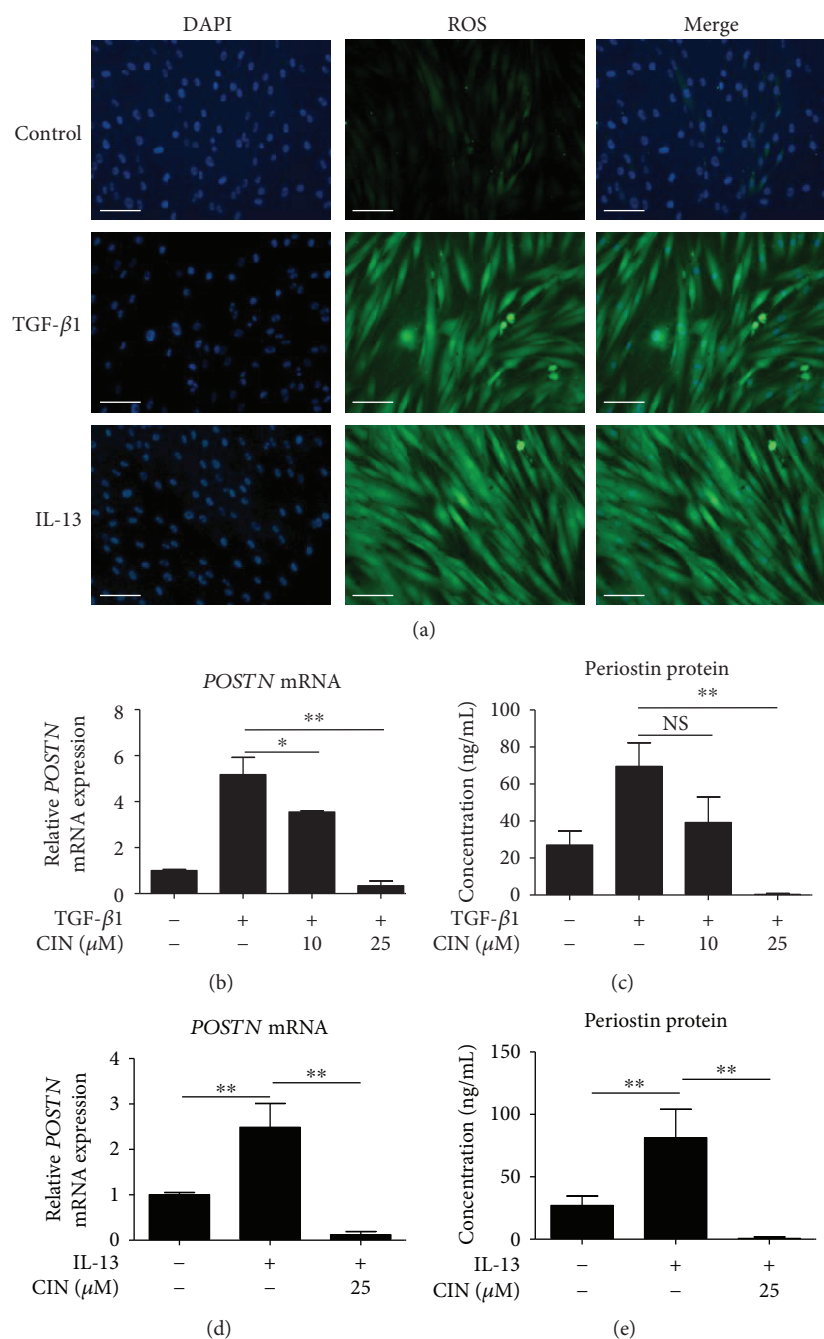 DAPI ROS Merge
Control
TGF-β1
IL-13
(a)
POSTN mRNA
Relative POSTN
mRNA expression
8
6
4
2
0
**
*
TGF-β1 – + + +
CIN (μM) – – 10 25
(b)
Periostin protein
Concentration (ng/mL)
100
80
60
40
20
0
**
NS
TGF-β1 – + + +
CIN (μM) – – 10 25
(c)
POSTN mRNA
Relative POSTN
mRNA expression
4
3
2
1
0
** **
IL-13 – + +
CIN (μM) – – 25
(d)
Periostin protein
Concentration (ng/mL)
150
100
50
0
** **
IL-13 – + +
CIN (μM) – – 25
(e)